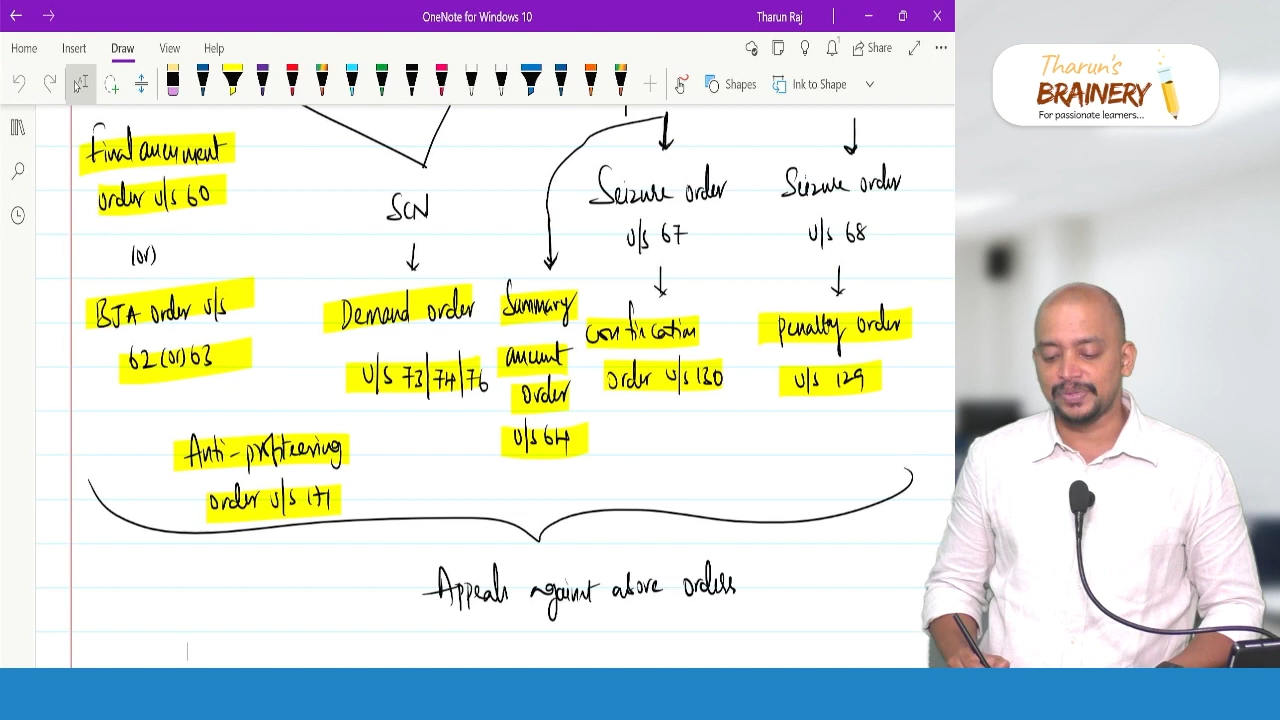 OneNote for Windows 10
Tharun Raj
Home Insert Draw View Help
Share
Shapes
Ink to Shape
Tharun's
BRAINERY
For passionate learners...
Final assessment
order u/s 60
(or)
BJA order u/s
62 (or) 63
Anti-profiteering
order u/s 171
SCN
Demand order
U/S 73/74/76
Summary
order
u/s 64
Seizure order
u/s 67
Confiscation
order u/s 130
Seizure order
u/s 68
penalty order
u/s 129
Appeals against above orders